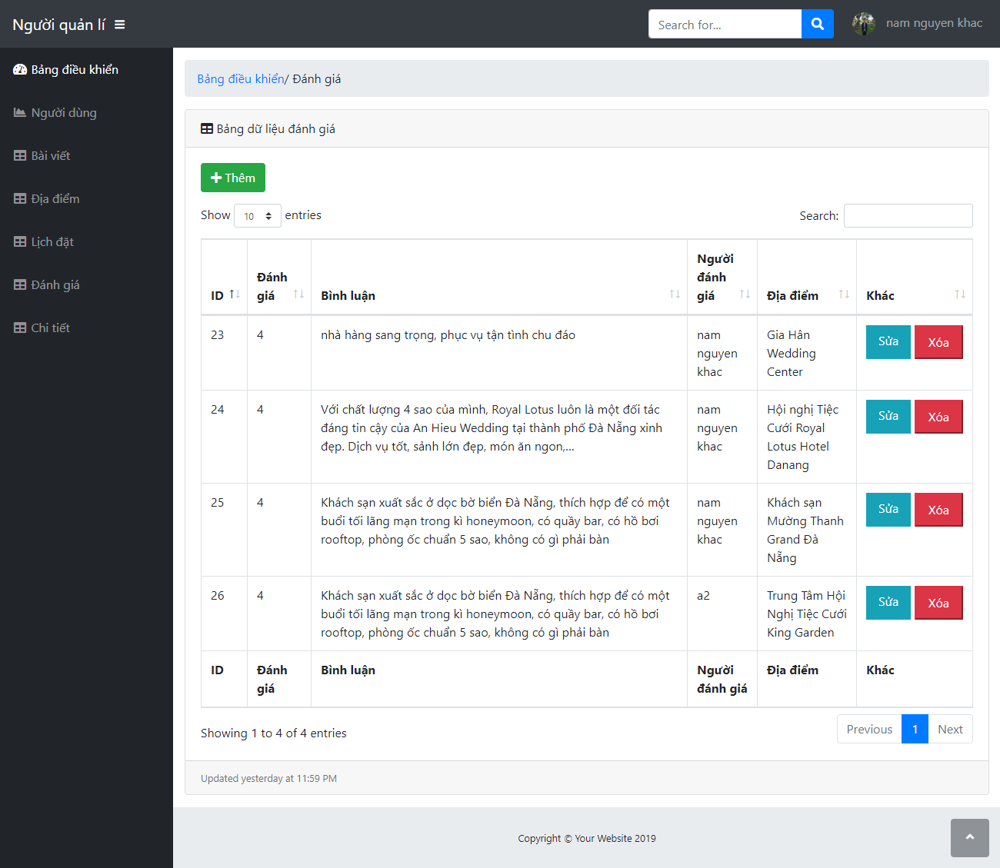 Người quản lí
Search for...
nam nguyen khac
Bảng điều khiển
Người dùng
Bài viết
Địa điểm
Lịch đặt
Đánh giá
Chi tiết
Bảng điều khiển/ Đánh giá
Bảng dữ liệu đánh giá
Thêm
Show 10 entries
Search:
ID
Đánh
giá
Bình luận
Người
đánh
giá
Địa điểm
Khác
23
4
nhà hàng sang trọng, phục vụ tận tình chu đáo
nam
nguyen
khac
Gia Hân
Wedding
Center
Sửa
Xóa
24
4
Với chất lượng 4 sao của mình, Royal Lotus luôn là một đối tác
đáng tin cậy của An Hieu Wedding tại thành phố Đà Nẵng xinh
đẹp. Dịch vụ tốt, sảnh lớn đẹp, món ăn ngon,...
nam
nguyen
khac
Hội nghị Tiệc
Cưới Royal
Lotus Hotel
Danang
Sửa
Xóa
25
4
Khách sạn xuất sắc ở dọc bờ biển Đà Nẵng, thích hợp để có một
buổi tối lãng mạn trong kì honeymoon, có quầy bar, có hồ bơi
rooftop, phòng ốc chuẩn 5 sao, không có gì phải bàn
nam
nguyen
khac
Khách sạn
Mường Thanh
Grand Đà
Nẵng
Sửa
Xóa
26
4
Khách sạn xuất sắc ở dọc bờ biển Đà Nẵng, thích hợp để có một
buổi tối lãng mạn trong kì honeymoon, có quầy bar, có hồ bơi
rooftop, phòng ốc chuẩn 5 sao, không có gì phải bàn
a2
Trung Tâm Hội
Nghị Tiệc Cưới
King Garden
Sửa
Xóa
ID
Đánh
giá
Bình luận
Người
đánh giá
Địa điểm
Khác
Showing 1 to 4 of 4 entries
Previous
1
Next
Updated yesterday at 11:59 PM
Copyright © Your Website 2019